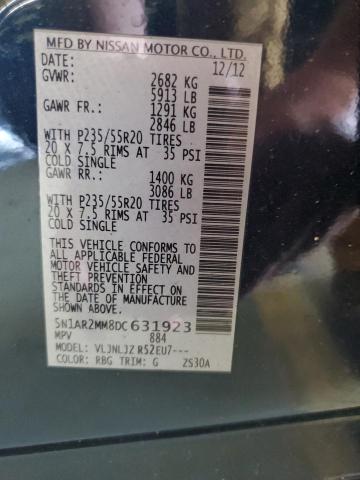 MFD BY NISSAN MOTOR CO., LTD.
DATE: 12/12
GVWR: 2682 KG
5913 LB
GAWR FR.: 1291 KG
2846 LB
WITH P235/55R20 TIRES
20 X 7.5 RIMS AT 35 PSI
COLD SINGLE
GAWR RR.: 1400 KG
3086 LB
WITH P235/55R20 TIRES
20 X 7.5 RIMS AT 35 PSI
COLD SINGLE
THIS VEHICLE CONFORMS TO
ALL APPLICABLE FEDERAL
MOTOR VEHICLE SAFETY AND
THEFT PREVENTION
STANDARDS IN EFFECT ON
THE DATE OF MANUFACTURE
SHOWN ABOVE.
5N1AR2MM8DC631923
MPV 884
MODEL: VLJNLJZ R52EU7---
COLOR: RBG TRIM: G ZS30A